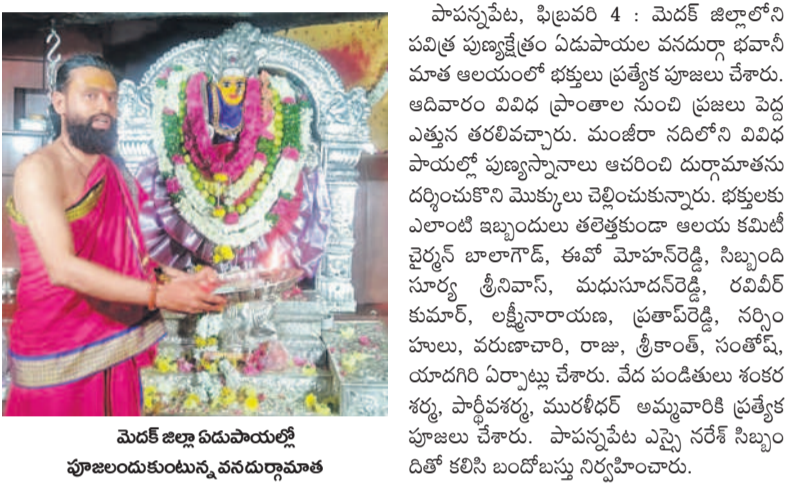 పాపన్నపేట, ఫిబ్రవరి 4 : మెదక్ జిల్లాలోని
పవిత్ర పుణ్యక్షేత్రం ఏడుపాయల వనదుర్గా భవానీ
మాత ఆలయంలో భక్తులు ప్రత్యేక పూజలు చేశారు.
ఆదివారం వివిధ ప్రాంతాల నుంచి ప్రజలు పెద్ద
ఎత్తున తరలివచ్చారు. మంజీరా నదిలోని వివిధ
పాయల్లో పుణ్యస్నానాలు ఆచరించి దుర్గామాతను
దర్శించుకొని మొక్కులు చెల్లించుకున్నారు. భక్తులకు
ఎలాంటి ఇబ్బందులు తలెత్తకుండా ఆలయ కమిటీ
చైర్మన్ బాలాగౌడ్, ఈవో మోహన్‌రెడ్డి, సిబ్బంది
సూర్య శ్రీనివాస్, మధుసూదన్‌రెడ్డి, రవివీర్
కుమార్, లక్ష్మీనారాయణ, ప్రతాప్‌రెడ్డి, నర్సిం
హులు, వరుణాచారి, రాజు, శ్రీకాంత్, సంతోష్,
యాదగిరి ఏర్పాట్లు చేశారు. వేద పండితులు శంకర
శర్మ, పార్థీవశర్మ, మురళీధర్ అమ్మవారికి ప్రత్యేక
పూజలు చేశారు. పాపన్నపేట ఎస్సై నరేశ్ సిబ్బం
దితో కలిసి బందోబస్తు నిర్వహించారు.
మెదక్ జిల్లా ఏడుపాయల్లో
పూజలందుకుంటున్న వనదుర్గామాత